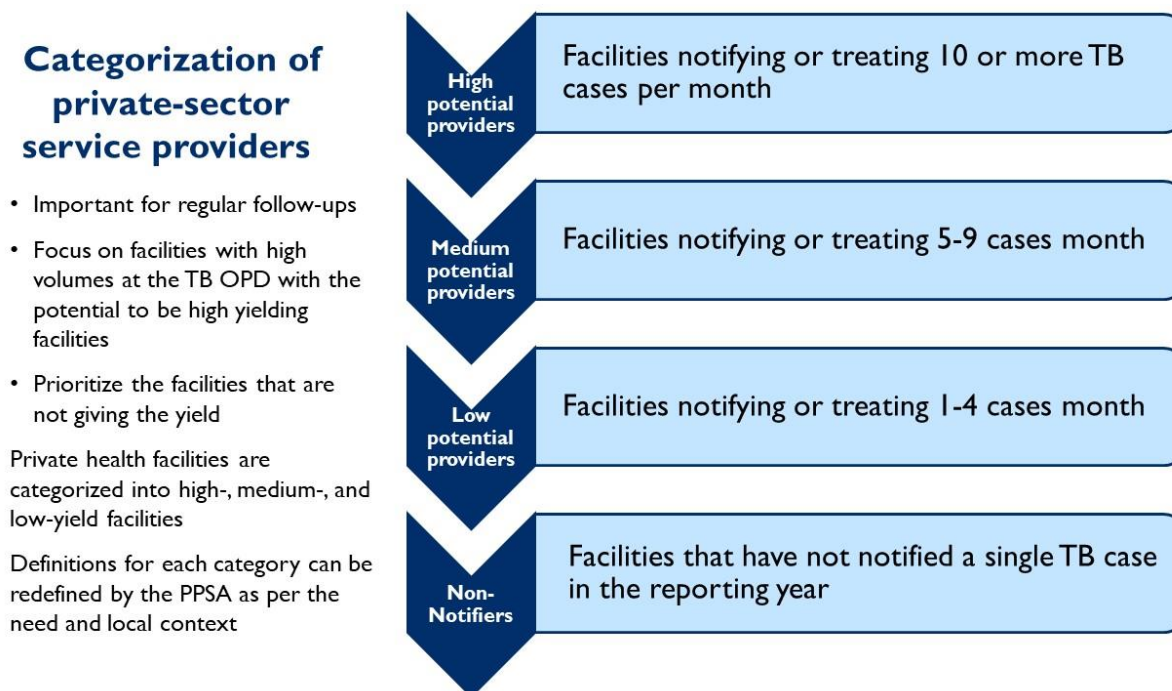 Categorization of
private-sector
service providers
• Important for regular follow-ups
• Focus on facilities with high
volumes at the TB OPD with the
potential to be high yielding
facilities
• Prioritize the facilities that are
not giving the yield
Private health facilities are
categorized into high-, medium-, and
low-yield facilities
Definitions for each category can be
redefined by the PPSA as per the
need and local context
High
potential
providers
Facilities notifying or treating 10 or more TB
cases per month
Medium
potential
providers
Facilities notifying or treating 5-9 cases month
Low
potential
providers
Facilities notifying or treating 1-4 cases month
Non-
Notifiers
Facilities that have not notified a single TB case
in the reporting year